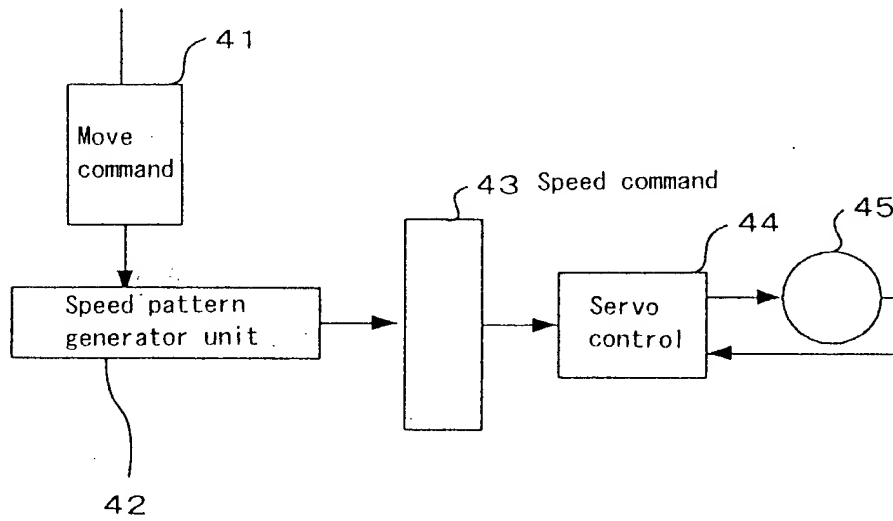 41
Move
command
43 Speed command
44
45
Speed pattern
generator unit
Servo
control
42